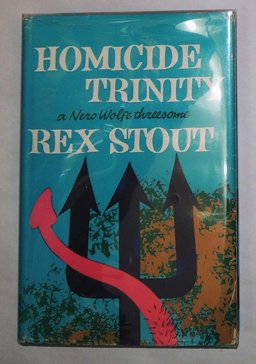 HOMICIDE
TRINITY
a Nero Wolfe threesome
REX STOUT